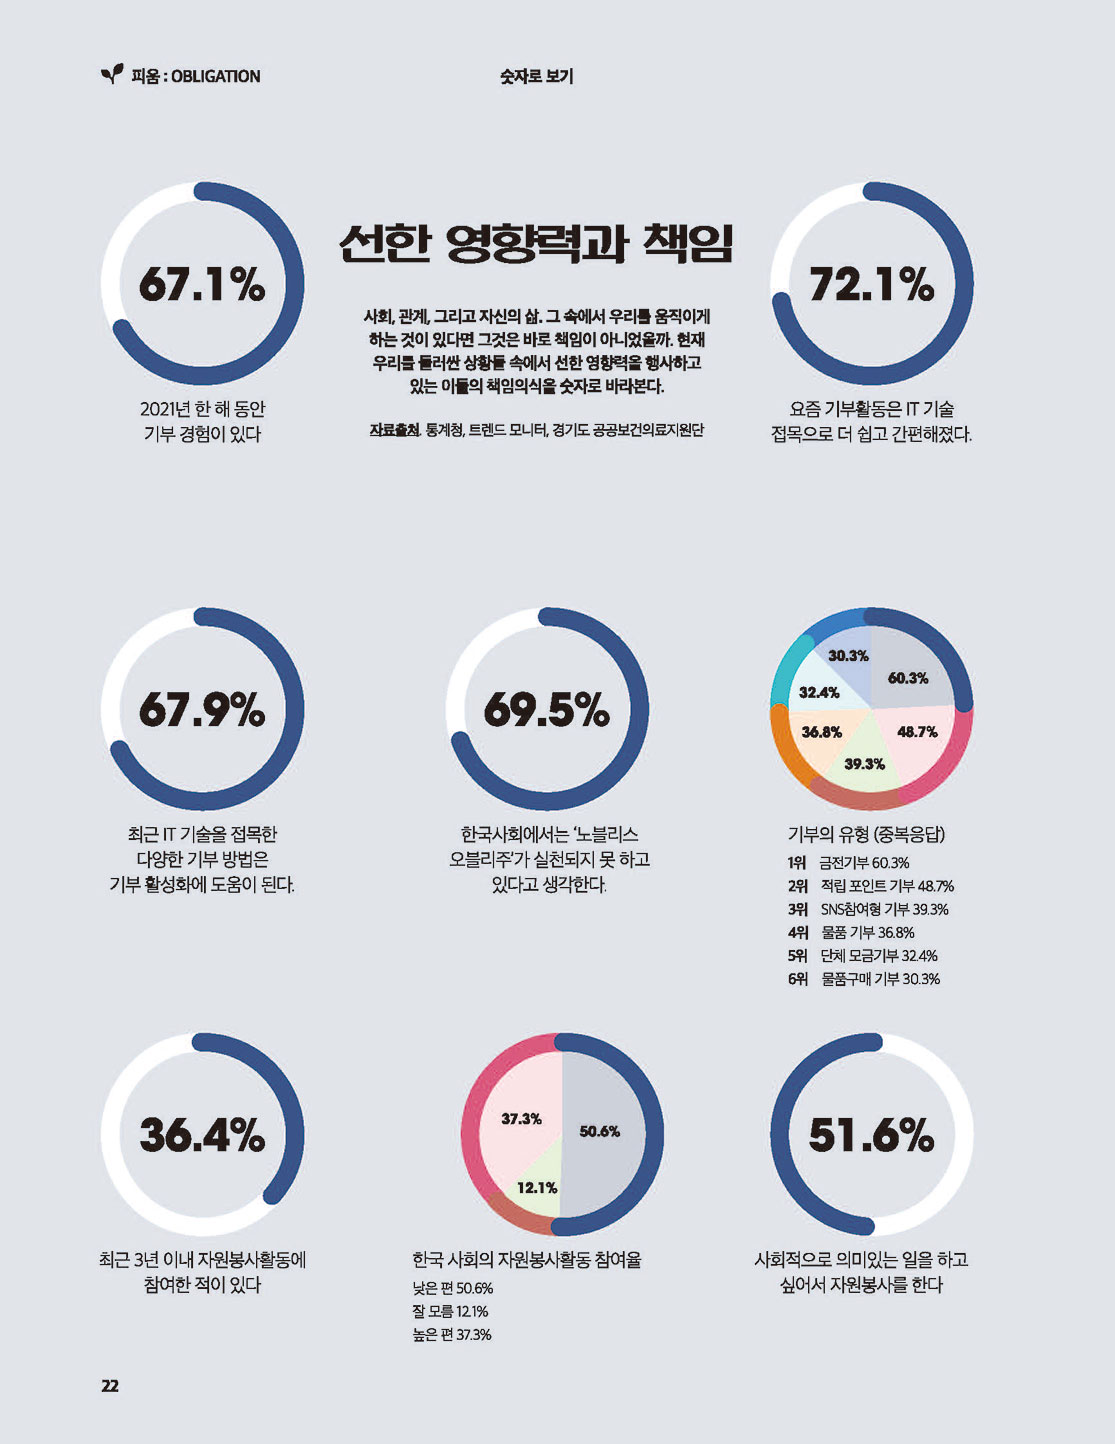 피움 : OBLIGATION
숫자로 보기
67.1%
2021년 한 해 동안
기부 경험이 있다
선한 영향력과 책임
사회, 관계, 그리고 자신의 삶. 그 속에서 우리를 움직이게
하는 것이 있다면 그것은 바로 책임이 아니었을까. 현재
우리를 둘러싼 상황들 속에서 선한 영향력을 행사하고
있는 이들의 책임의식을 숫자로 바라본다.
자료출처. 통계청, 트렌드 모니터, 경기도 공공보건의료지원단
72.1%
요즘 기부활동은 IT 기술
접목으로 더 쉽고 간편해졌다.
67.9%
최근 IT 기술을 접목한
다양한 기부 방법은
기부 활성화에 도움이 된다.
69.5%
한국사회에서는 '노블리스
오블리주'가 실천되지 못 하고
있다고 생각한다.
30.3%
60.3%
32.4%
36.8%
48.7%
39.3%
기부의 유형 (중복응답)
1위 금전기부 60.3%
2위 적립 포인트 기부 48.7%
3위 SNS참여형 기부 39.3%
4위 물품 기부 36.8%
5위 단체 모금기부 32.4%
6위 물품구매 기부 30.3%
36.4%
최근 3년 이내 자원봉사활동에
참여한 적이 있다
37.3%
50.6%
12.1%
한국 사회의 자원봉사활동 참여율
낮은 편 50.6%
잘 모름 12.1%
높은 편 37.3%
51.6%
사회적으로 의미있는 일을 하고
싶어서 자원봉사를 한다
22